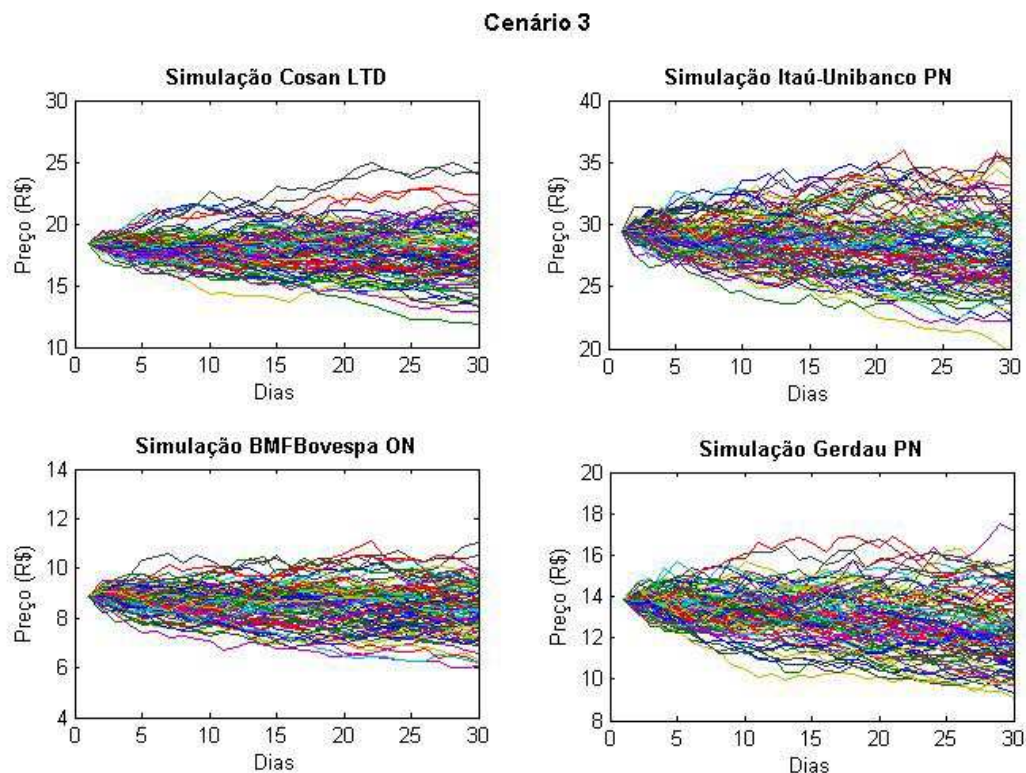 Cenário 3
Simulação Cosan LTD
30
25
20
15
10
Preço (R$)
0 5 10 15 20 25 30
Dias
Simulação Itaú-Unibanco PN
40
35
30
25
20
Preço (R$)
0 5 10 15 20 25 30
Dias
Simulação BMFBovespa ON
14
12
10
8
6
4
Preço (R$)
0 5 10 15 20 25 30
Dias
Simulação Gerdau PN
20
18
16
14
12
10
8
Preço (R$)
0 5 10 15 20 25 30
Dias